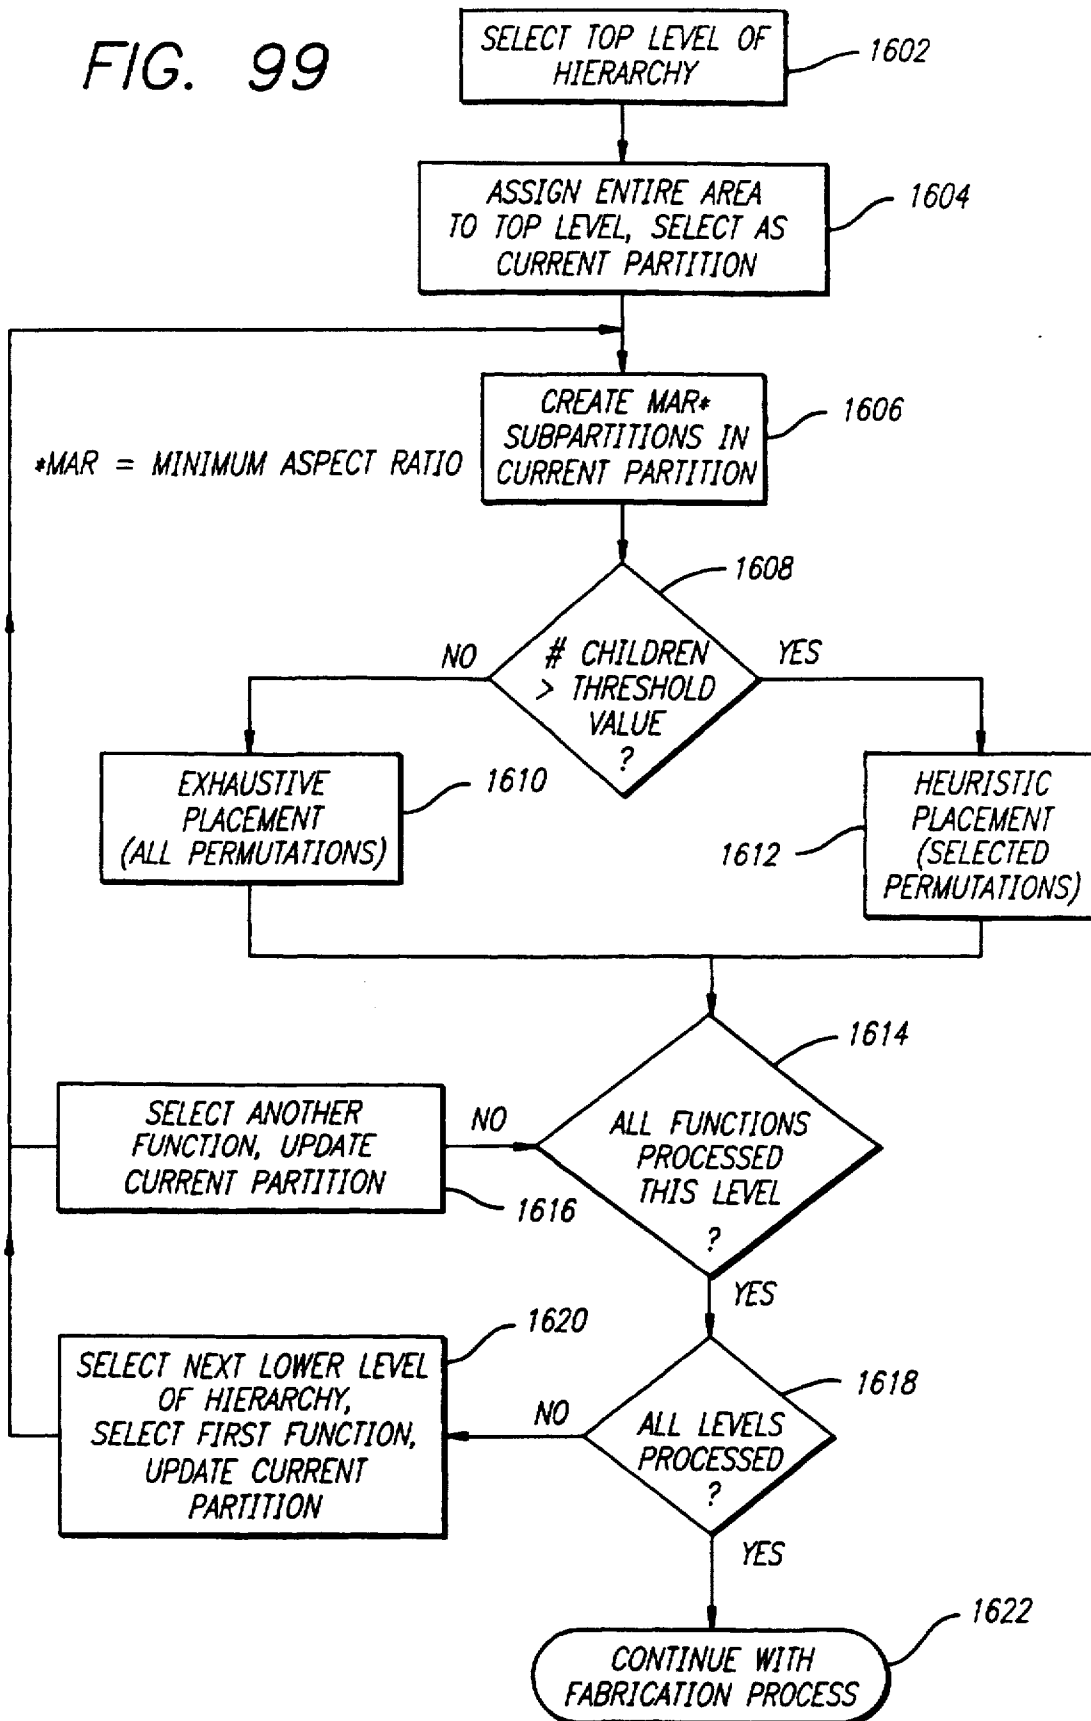 FIG. 99
SELECT TOP LEVEL OF
HIERARCHY
1602
ASSIGN ENTIRE AREA
TO TOP LEVEL, SELECT AS
CURRENT PARTITION
1604
CREATE MAR*
SUBPARTITIONS IN
CURRENT PARTITION
1606
*MAR = MINIMUM ASPECT RATIO
1608
# CHILDREN
> THRESHOLD
VALUE
?
NO
YES
EXHAUSTIVE
PLACEMENT
(ALL PERMUTATIONS)
1610
HEURISTIC
PLACEMENT
(SELECTED
PERMUTATIONS)
1612
1614
ALL FUNCTIONS
PROCESSED
THIS LEVEL
?
NO
SELECT ANOTHER
FUNCTION, UPDATE
CURRENT PARTITION
1616
YES
1620
SELECT NEXT LOWER LEVEL
OF HIERARCHY,
SELECT FIRST FUNCTION,
UPDATE CURRENT
PARTITION
NO
1618
ALL LEVELS
PROCESSED
?
YES
1622
CONTINUE WITH
FABRICATION PROCESS